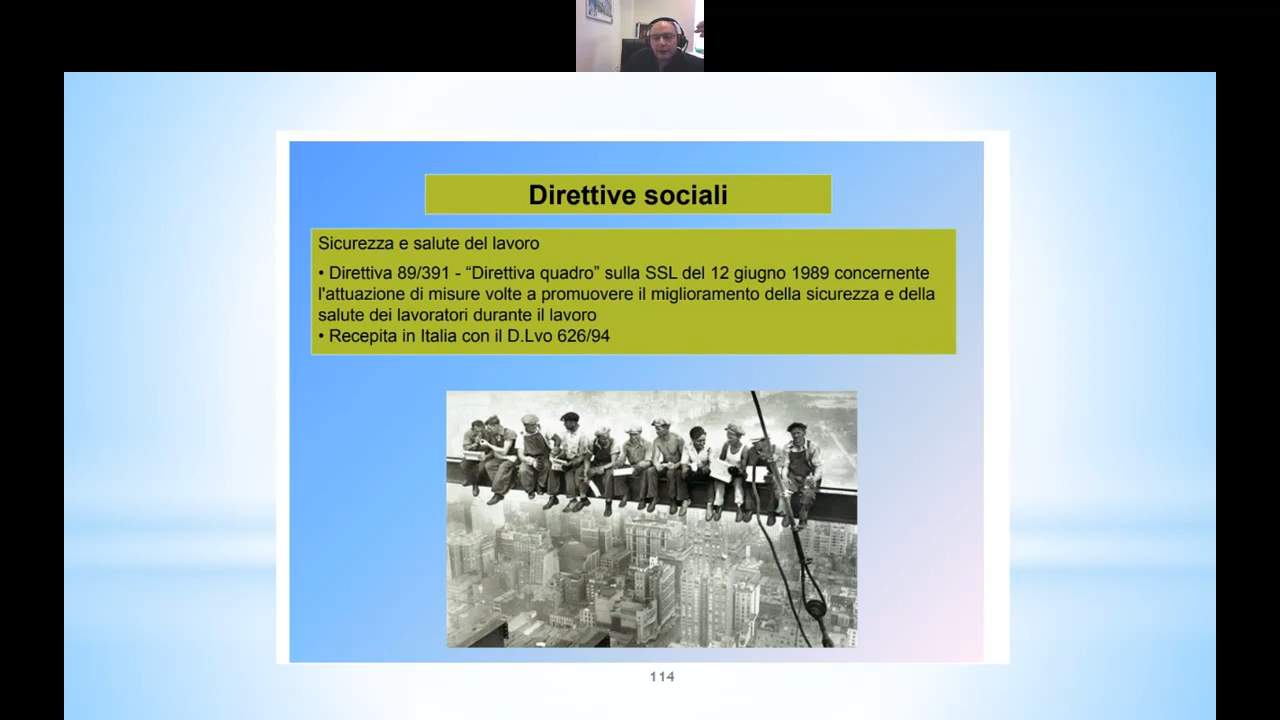 Direttive sociali
Sicurezza e salute del lavoro
• Direttiva 89/391 - “Direttiva quadro” sulla SSL del 12 giugno 1989 concernente
l'attuazione di misure volte a promuovere il miglioramento della sicurezza e della
salute dei lavoratori durante il lavoro
• Recepita in Italia con il D.Lvo 626/94
114